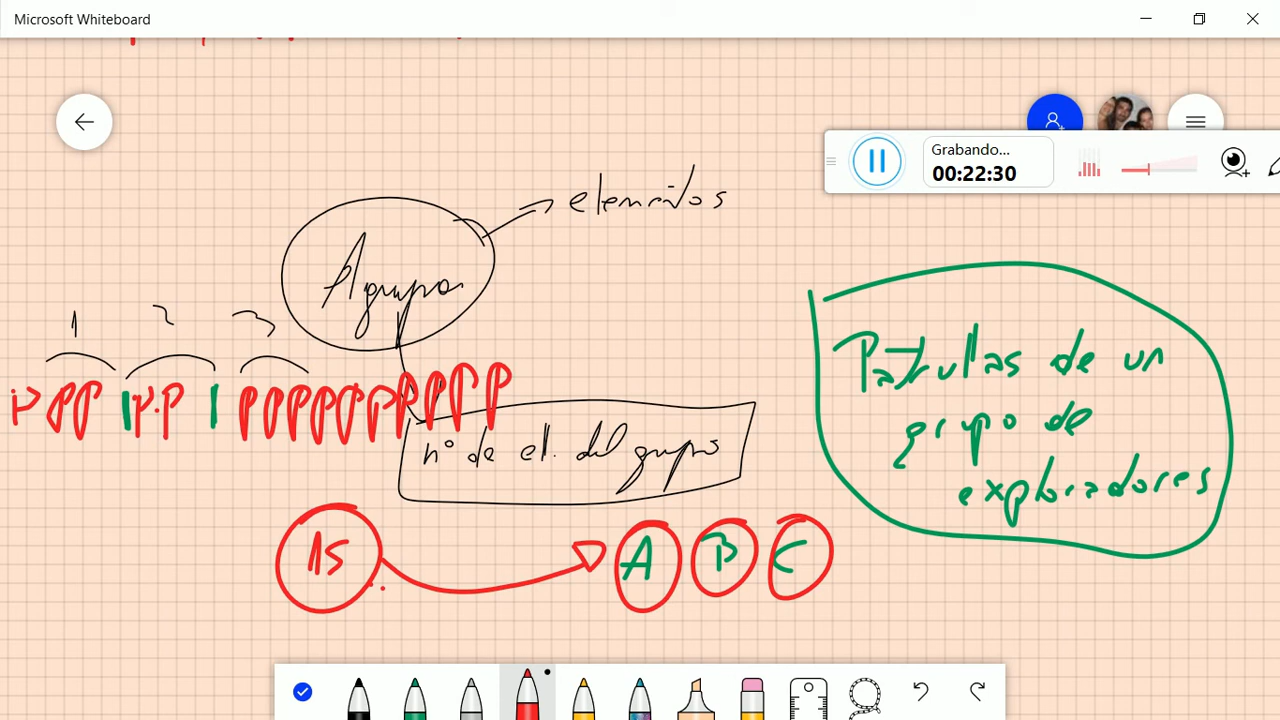 Microsoft Whiteboard
Grabando...
00:22:30
elementos
Agrupar
1 2 3
P P P P.P P P P P P P P P P P
nº de el. del grupo
Patrullas de un
grupo de
exploradores
15 A B C